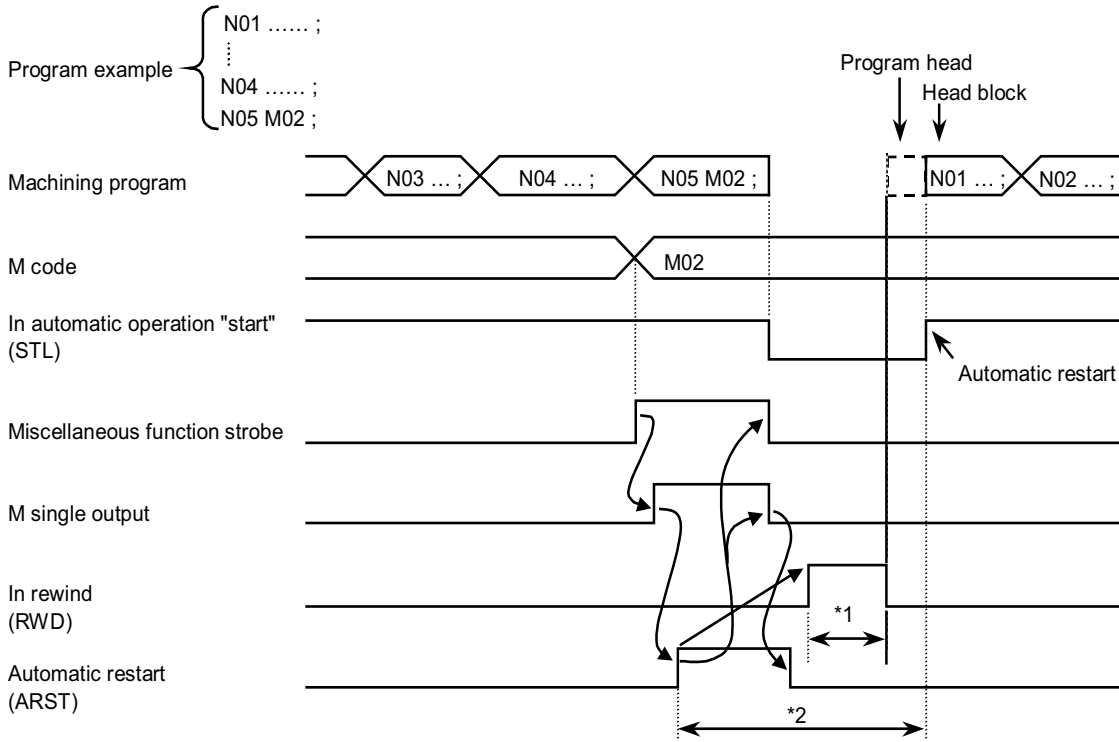 Program example
N01 …… ;
N04 …… ;
N05 M02 ;
Program head
Head block
Machining program
N03 … ;
N04 … ;
N05 M02 ;
N01 … ;
N02 … ;
M code
M02
In automatic operation "start"
(STL)
Automatic restart
Miscellaneous function strobe
M single output
In rewind
(RWD)
*1
Automatic restart
(ARST)
*2